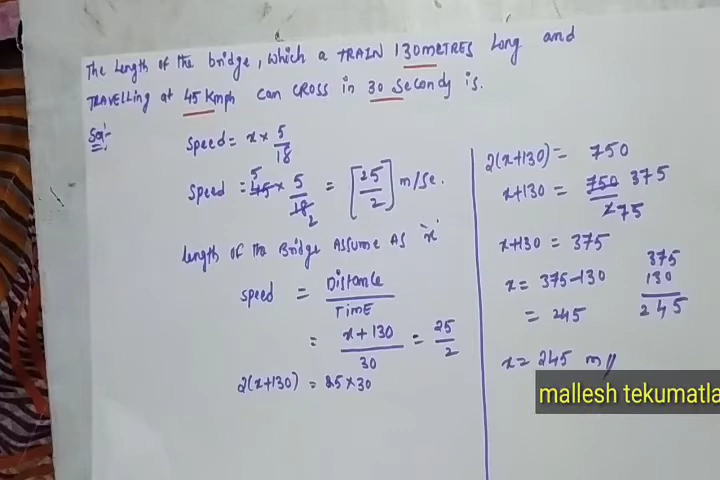 The Length of the bridge, which a TRAIN 130METRES Long and
TRAVELLING at 45 Kmph can CROSS in 30 Seconds is.
Sol:-
Speed = x × 5/18
Speed = 45 5 × 5/18 2 = [25/2] m/Se.
Length of the Bridge Assume As 'x'
Speed = Distance/TIME
= x+130/30 = 25/2
2(x+130) = 25×30
2(x+130) = 750
x+130 = 750/2 375
75
x+130 = 375
x = 375-130
= 245
375
130
245
x = 245 m//
mallesh tekumatla